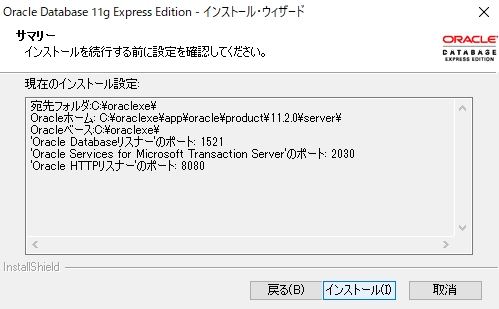 Oracle Database 11g Express Edition - インストール・ウィザード
サマリー
インストールを続行する前に設定を確認してください。
ORACLE
DATABASE
EXPRESS EDITION
現在のインストール設定:
宛先フォルダ:C:¥oraclexe¥
Oracleホーム: C:¥oraclexe¥app¥oracle¥product¥11.2.0¥server¥
Oracleベース:C:¥oraclexe¥
'Oracle Databaseリスナー'のポート: 1521
'Oracle Services for Microsoft Transaction Server'のポート: 2030
'Oracle HTTPリスナー'のポート: 8080
InstallShield
戻る(B)
インストール(I)
取消